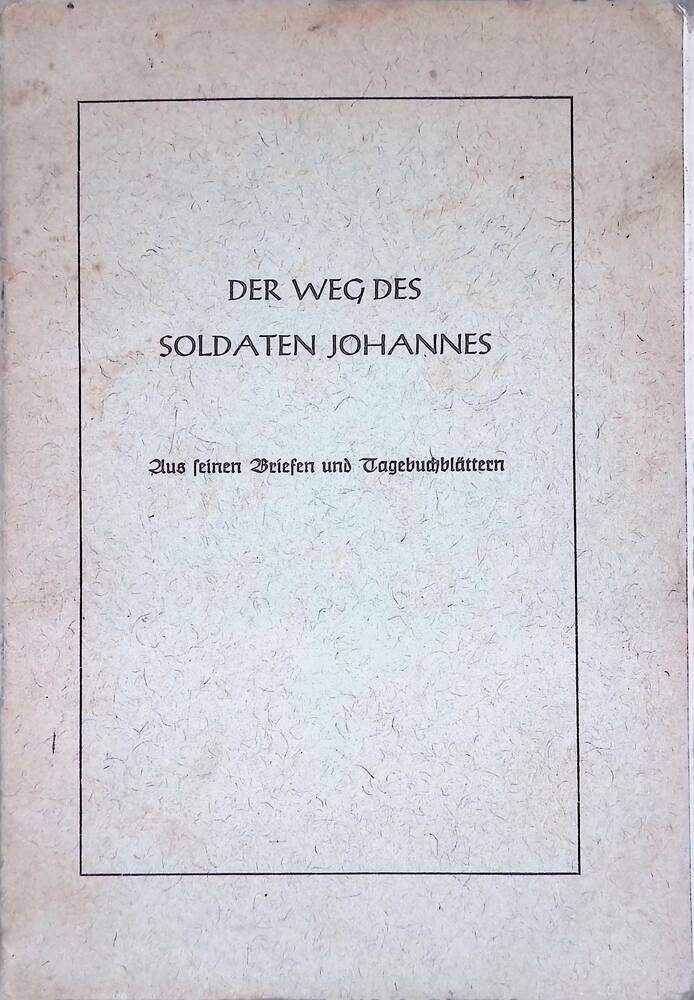 DER WEG DES
SOLDATEN JOHANNES
Aus ſeinen Briefen und Tagebuchblättern